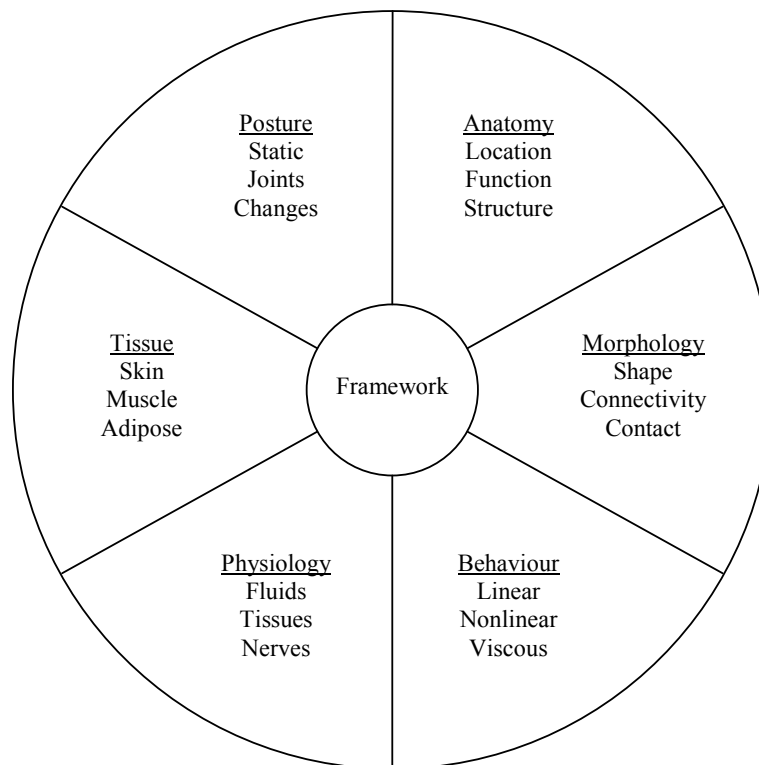 Posture
Static
Joints
Changes
Anatomy
Location
Function
Structure
Tissue
Skin
Muscle
Adipose
Framework
Morphology
Shape
Connectivity
Contact
Physiology
Fluids
Tissues
Nerves
Behaviour
Linear
Nonlinear
Viscous